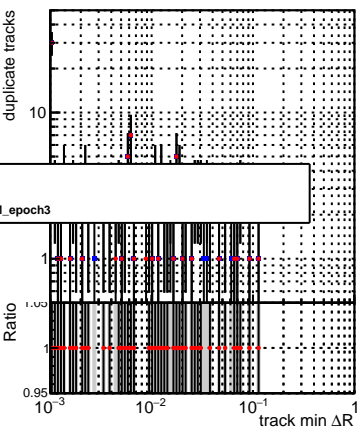 duplicate tracks
10
l_epoch3
1
1.05
Ratio
1
0.95
10⁻³ 10⁻² 10⁻¹ 1
track min ΔR